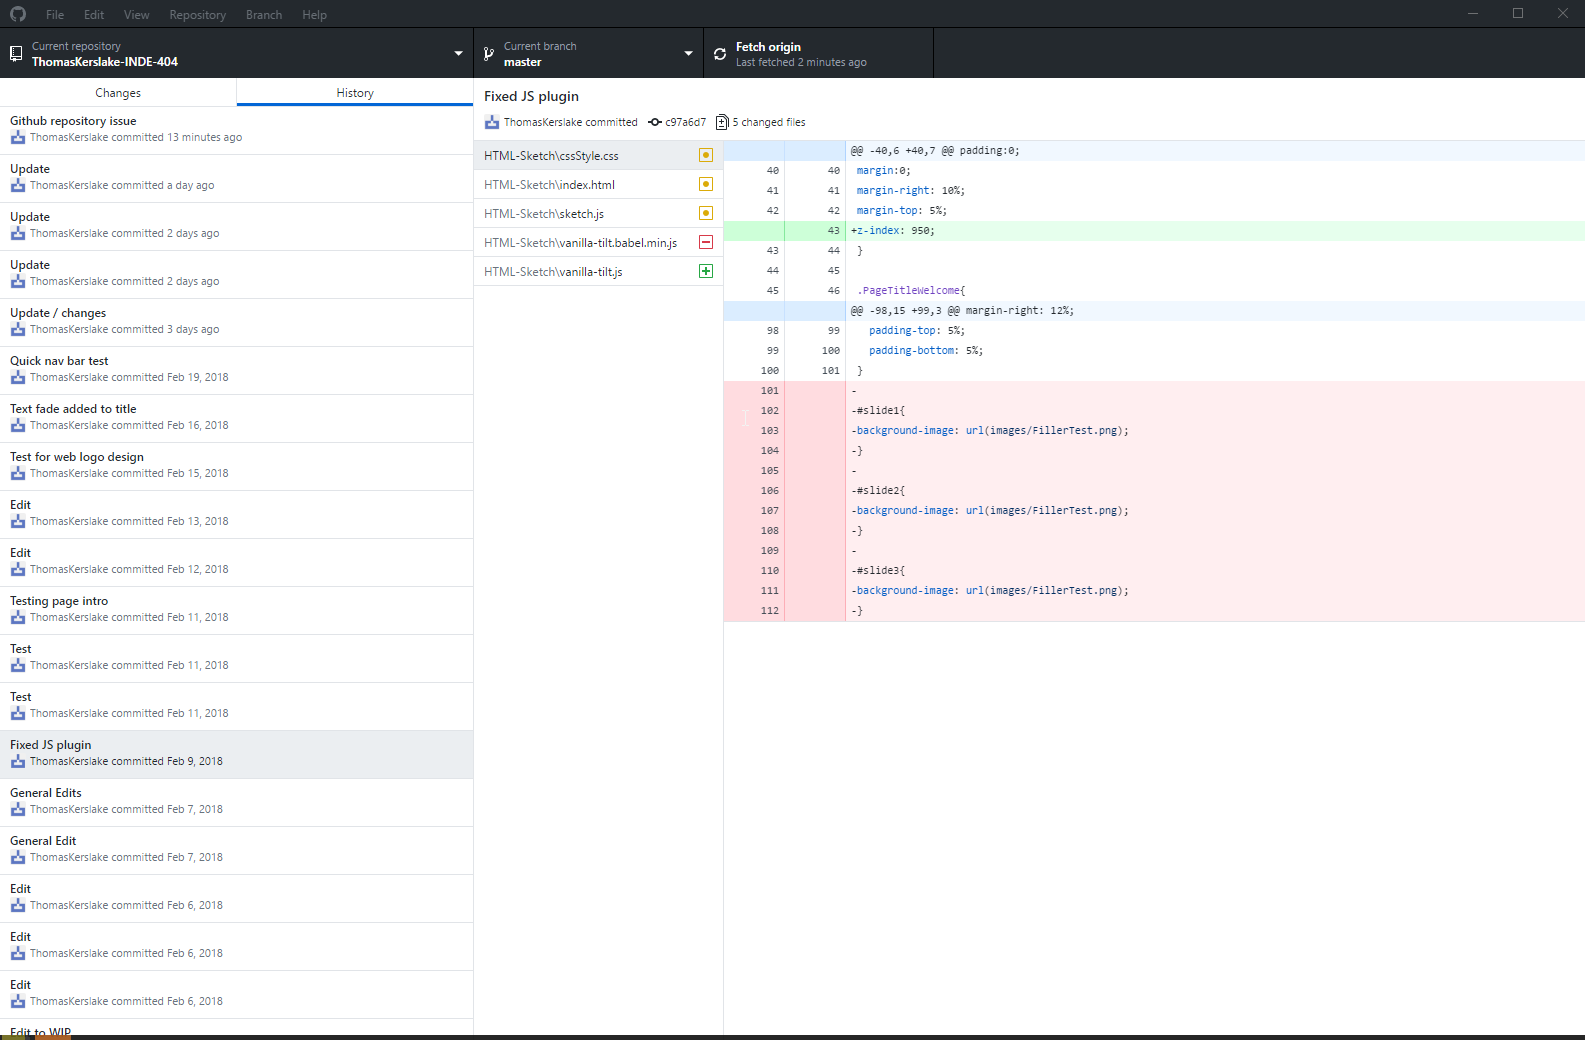 File Edit View Repository Branch Help
Current repository
ThomasKerslake-INDE-404
Current branch
master
Fetch origin
Last fetched 2 minutes ago
Changes
History
Github repository issue
ThomasKerslake committed 13 minutes ago
Update
ThomasKerslake committed a day ago
Update
ThomasKerslake committed 2 days ago
Update
ThomasKerslake committed 2 days ago
Update / changes
ThomasKerslake committed 3 days ago
Quick nav bar test
ThomasKerslake committed Feb 19, 2018
Text fade added to title
ThomasKerslake committed Feb 16, 2018
Test for web logo design
ThomasKerslake committed Feb 15, 2018
Edit
ThomasKerslake committed Feb 13, 2018
Edit
ThomasKerslake committed Feb 12, 2018
Testing page intro
ThomasKerslake committed Feb 11, 2018
Test
ThomasKerslake committed Feb 11, 2018
Test
ThomasKerslake committed Feb 11, 2018
Fixed JS plugin
ThomasKerslake committed Feb 9, 2018
General Edits
ThomasKerslake committed Feb 7, 2018
General Edit
ThomasKerslake committed Feb 7, 2018
Edit
ThomasKerslake committed Feb 6, 2018
Edit
ThomasKerslake committed Feb 6, 2018
Edit
ThomasKerslake committed Feb 6, 2018
Edit to WIP
Fixed JS plugin
ThomasKerslake committed c97a6d7 5 changed files
HTML-Sketch\cssStyle.css
HTML-Sketch\index.html
HTML-Sketch\sketch.js
HTML-Sketch\vanilla-tilt.babel.min.js
HTML-Sketch\vanilla-tilt.js
@@ -40,6 +40,7 @@ padding:0;
40 40 margin:0;
41 41 margin-right: 10%;
42 42 margin-top: 5%;
43 +z-index: 950;
43 44 }
44 45
45 46 .PageTitleWelcome{
@@ -98,15 +99,3 @@ margin-right: 12%;
98 99 padding-top: 5%;
99 100 padding-bottom: 5%;
100 101 }
101 -
102 -#slide1{
103 -background-image: url(images/FillerTest.png);
104 -}
105 -
106 -#slide2{
107 -background-image: url(images/FillerTest.png);
108 -}
109 -
110 -#slide3{
111 -background-image: url(images/FillerTest.png);
112 -}